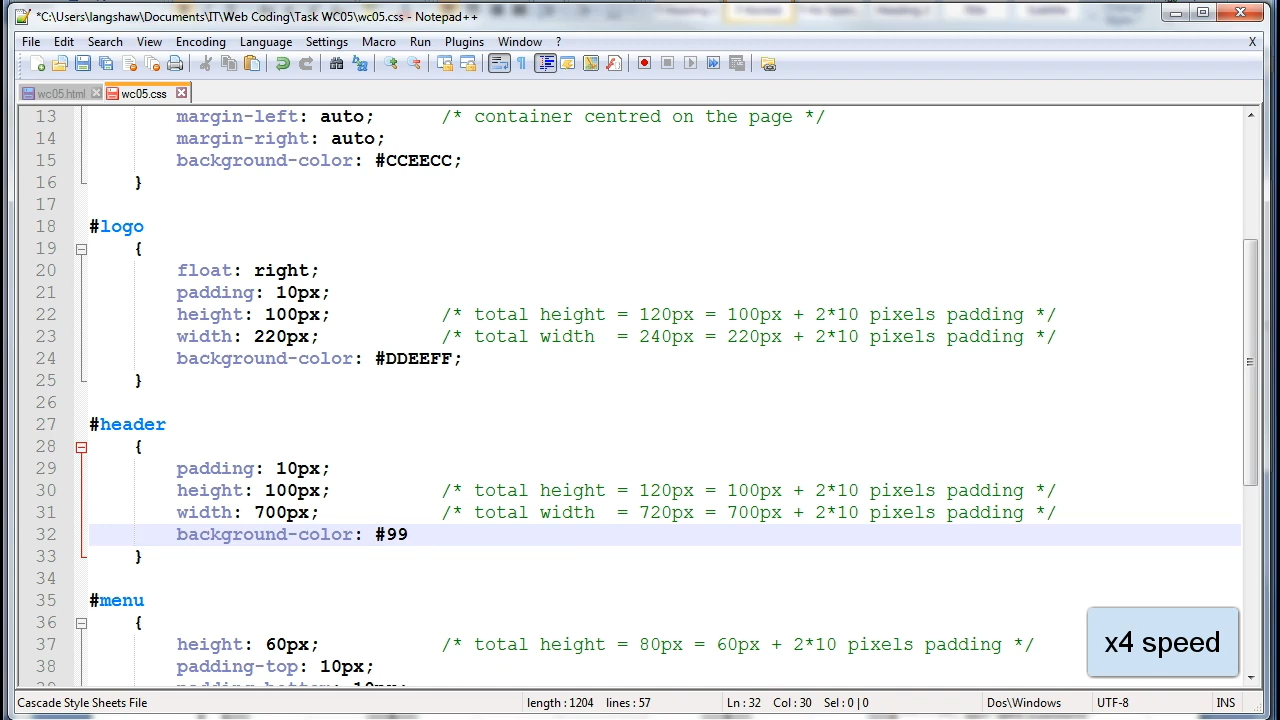 *C:\Users\langshaw\Documents\IT\Web Coding\Task WC05\wc05.css - Notepad++
File Edit Search View Encoding Language Settings Macro Run Plugins Window ? X
wc05.html wc05.css
13 margin-left: auto; /* container centred on the page */
14 margin-right: auto;
15 background-color: #CCEECC;
16 }
17
18 #logo
19 {
20 float: right;
21 padding: 10px;
22 height: 100px; /* total height = 120px = 100px + 2*10 pixels padding */
23 width: 220px; /* total width  = 240px = 220px + 2*10 pixels padding */
24 background-color: #DDEEFF;
25 }
26
27 #header
28 {
29 padding: 10px;
30 height: 100px; /* total height = 120px = 100px + 2*10 pixels padding */
31 width: 700px; /* total width  = 720px = 700px + 2*10 pixels padding */
32 background-color: #99
33 }
34
35 #menu
36 {
37 height: 60px; /* total height = 80px = 60px + 2*10 pixels padding */
38 padding-top: 10px;
x4 speed
Cascade Style Sheets File length : 1204 lines : 57 Ln : 32 Col : 30 Sel : 0 | 0 Dos\Windows UTF-8 INS